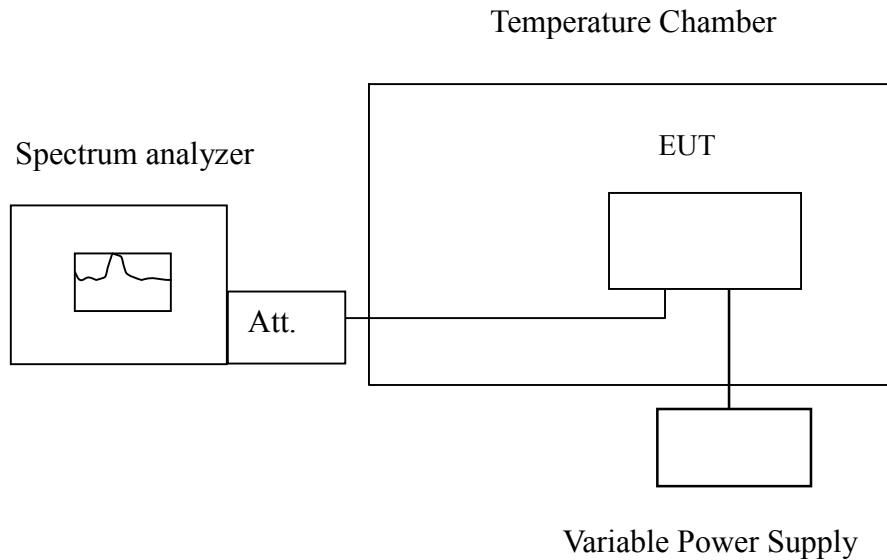 Temperature Chamber
Spectrum analyzer
EUT
Att.
Variable Power Supply